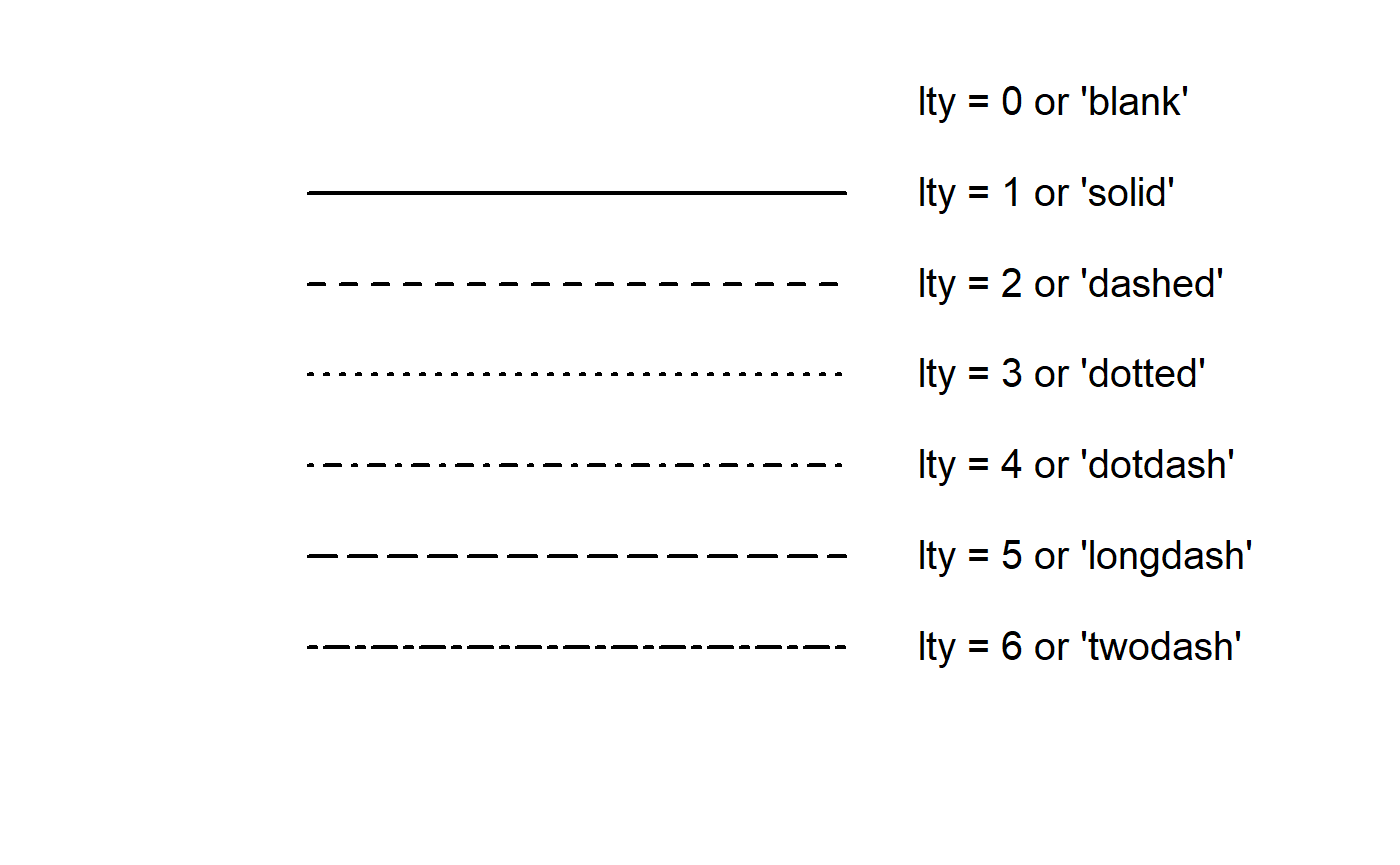 lty = 0 or 'blank'
lty = 1 or 'solid'
lty = 2 or 'dashed'
lty = 3 or 'dotted'
lty = 4 or 'dotdash'
lty = 5 or 'longdash'
lty = 6 or 'twodash'